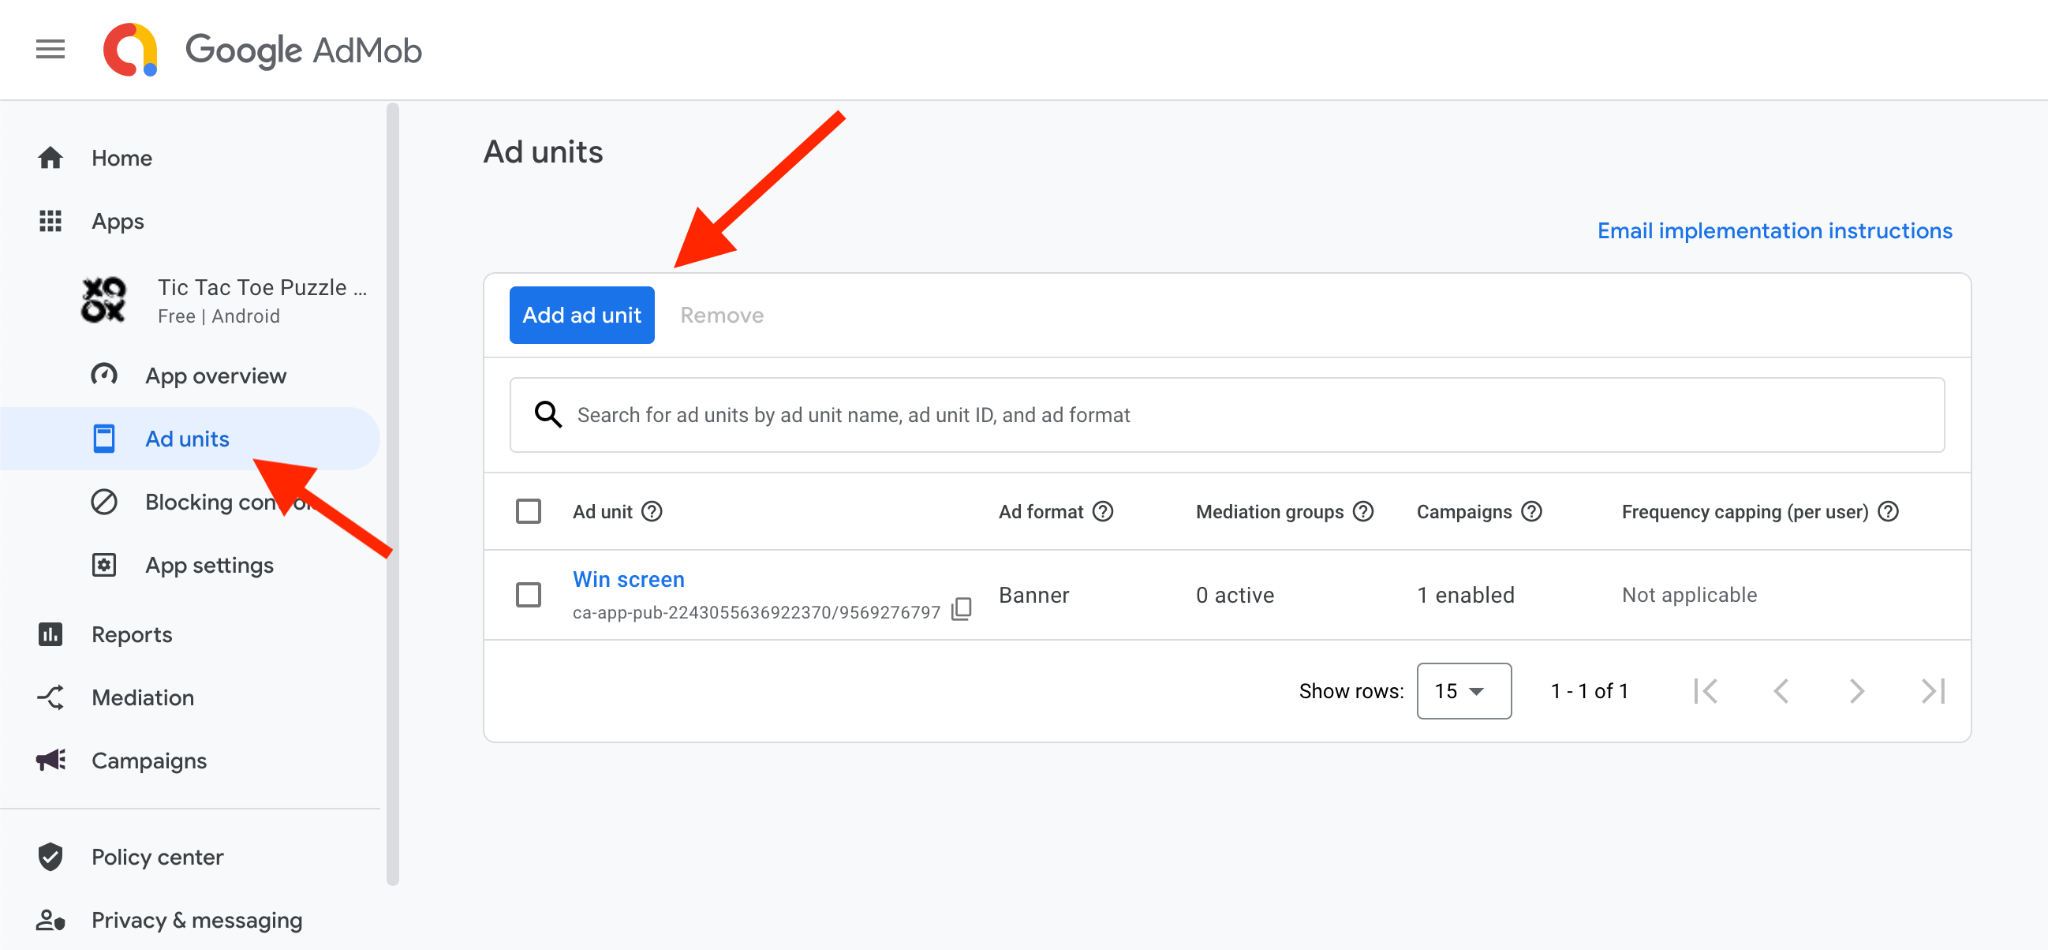 Google AdMob
Home
Apps
XO
OX
Tic Tac Toe Puzzle ...
Free | Android
App overview
Ad units
Blocking
App settings
Reports
Mediation
Campaigns
Policy center
Privacy & messaging
Ad units
Email implementation instructions
Add ad unit Remove
Search for ad units by ad unit name, ad unit ID, and ad format
Ad unit Ad format Mediation groups Campaigns Frequency capping (per user)
Win screen
ca-app-pub-2243055636922370/9569276797
Banner 0 active 1 enabled Not applicable
Show rows: 15 1 - 1 of 1